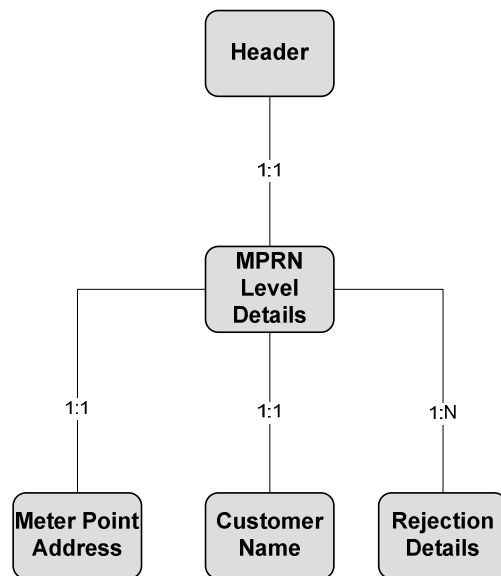 Header
1:1
MPRN
Level
Details
1:1
1:1
1:N
Meter Point
Address
Customer
Name
Rejection
Details